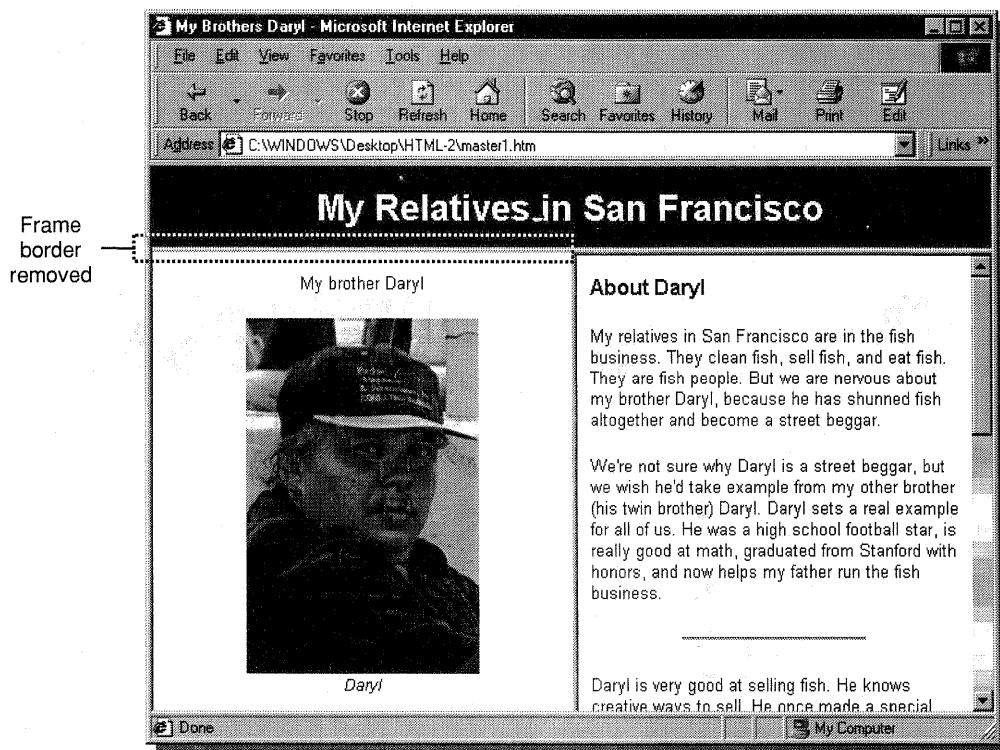 My Brothers Daryl - Microsoft Internet Explorer
File Edit View Favorites Tools Help
Back Forward Stop Refresh Home Search Favorites History Mail Print Edit
Address C:\WINDOWS\Desktop\HTML-2\master1.htm Links »
My Relatives in San Francisco
Frame
border
removed
My brother Daryl
Daryl
About Daryl
My relatives in San Francisco are in the fish
business. They clean fish, sell fish, and eat fish.
They are fish people. But we are nervous about
my brother Daryl, because he has shunned fish
altogether and become a street beggar.
We're not sure why Daryl is a street beggar, but
we wish he'd take example from my other brother
(his twin brother) Daryl. Daryl sets a real example
for all of us. He was a high school football star, is
really good at math, graduated from Stanford with
honors, and now helps my father run the fish
business.
Daryl is very good at selling fish. He knows
creative ways to sell. He once made a special
Done My Computer